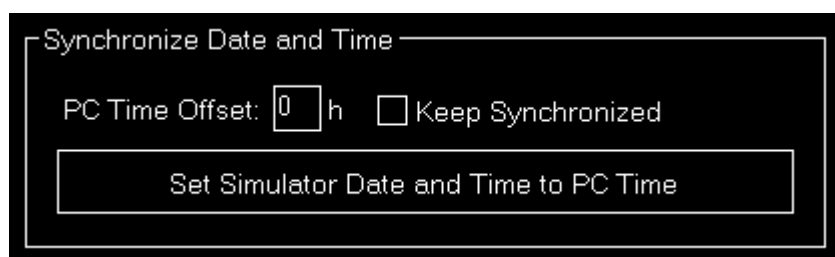 Synchronize Date and Time
PC Time Offset: 0 h Keep Synchronized
Set Simulator Date and Time to PC Time